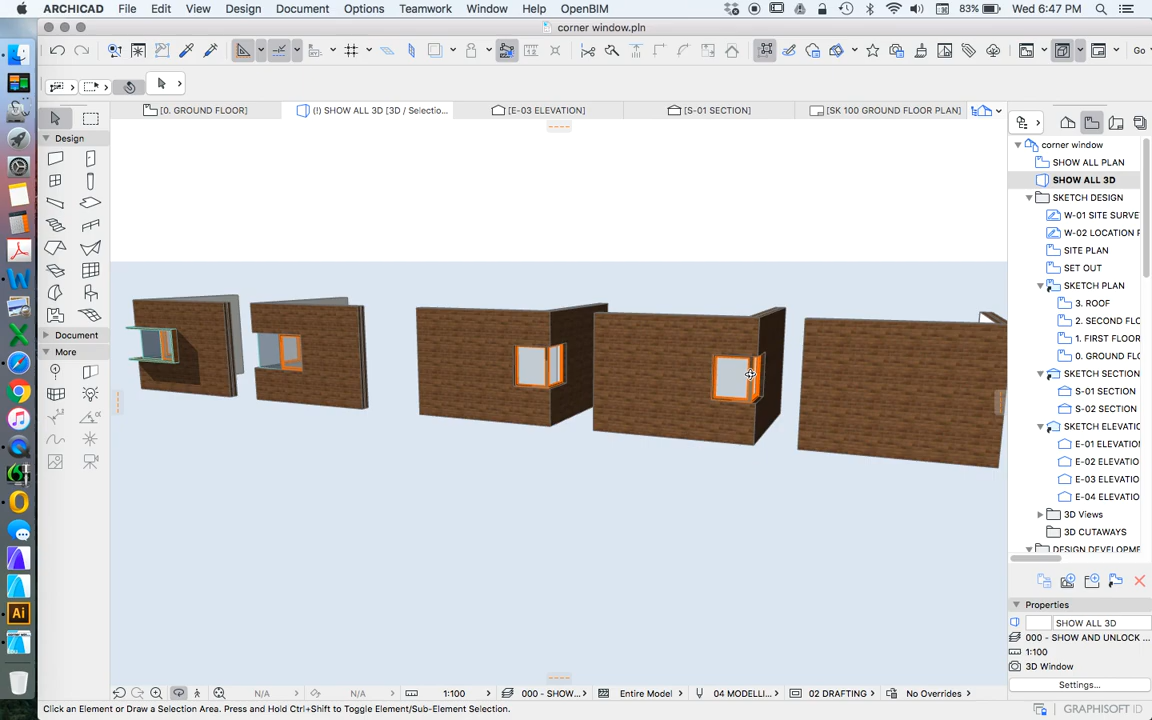 ARCHICAD File Edit View Design Document Options Teamwork Window Help OpenBIM 83% Wed 6:47 PM
corner window.pln
Go
[0. GROUND FLOOR] (!) SHOW ALL 3D [3D / Selectio... [E-03 ELEVATION] [S-01 SECTION] [SK 100 GROUND FLOOR PLAN]
Design
Document
More
corner window
SHOW ALL PLAN
SHOW ALL 3D
SKETCH DESIGN
W-01 SITE SURVE
W-02 LOCATION F
SITE PLAN
SET OUT
SKETCH PLAN
3. ROOF
2. SECOND FLO
1. FIRST FLOOR
0. GROUND FL
SKETCH SECTION
S-01 SECTION
S-02 SECTION
SKETCH ELEVATI
E-01 ELEVATIO
E-02 ELEVATIO
E-03 ELEVATIO
E-04 ELEVATIO
3D Views
3D CUTAWAYS
DESIGN DEVELOPME
Properties
SHOW ALL 3D
000 - SHOW AND UNLOCK ...
1:100
3D Window
Settings...
N/A N/A 1:100 000 - SHOW... Entire Model 04 MODELLI... 02 DRAFTING No Overrides
Click an Element or Draw a Selection Area. Press and Hold Ctrl+Shift to Toggle Element/Sub-Element Selection.
GRAPHISOFT ID
Ai